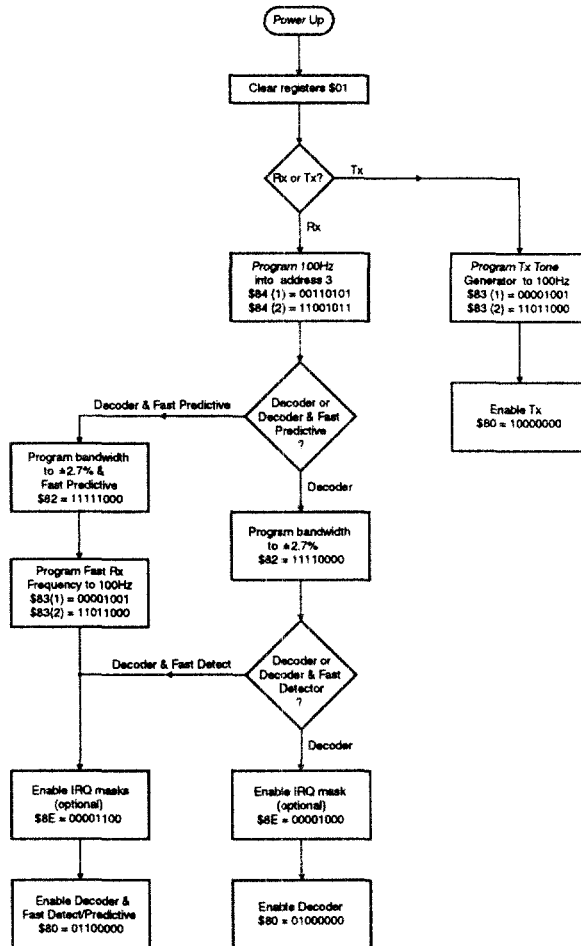 Power Up
Clear registers $01
Rx or Tx?
Tx
Rx
Program 100Hz
into address 3
$84 (1) = 00110101
$84 (2) = 11001011
Program Tx Tone
Generator to 100Hz
$83 (1) = 00001001
$83 (2) = 11011000
Enable Tx
$80 = 10000000
Decoder or
Decoder & Fast
Predictive
?
Decoder & Fast Predictive
Decoder
Program bandwidth
to ±2.7% &
Fast Predictive
$82 = 11111000
Program bandwidth
to ±2.7%
$82 = 11110000
Program Fast Rx
Frequency to 100Hz
$83(1) = 00001001
$83(2) = 11011000
Decoder or
Decoder & Fast
Detector
?
Decoder & Fast Detect
Decoder
Enable IRQ masks
(optional)
$8E = 00001100
Enable IRQ mask
(optional)
$8E = 00001000
Enable Decoder &
Fast Detect/Predictive
$80 = 01100000
Enable Decoder
$80 = 01000000